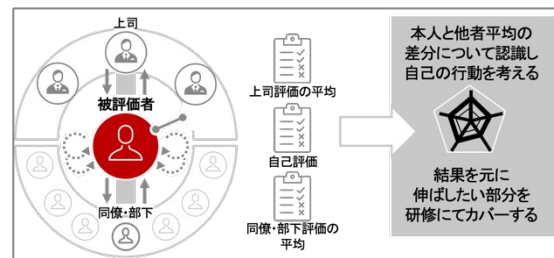 上司
被評価者
同僚・部下
上司評価の平均
自己評価
同僚・部下評価の
平均
本人と他者平均の
差分について認識し
自己の行動を考える
結果を元に
伸ばしたい部分を
研修にてカバーする